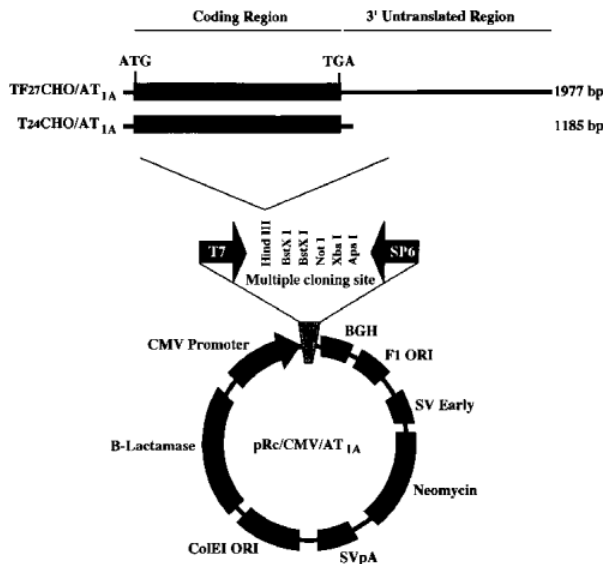 Coding Region 3' Untranslated Region
ATG TGA
TF27CHO/AT1A 1977 bp
T24CHO/AT1A 1185 bp
T7 Hind III BstX I BstX I Not I Xba I Apa I SP6
Multiple cloning site
CMV Promoter BGH
F1 ORI
SV Early
B-Lactamase pRc/CMV/AT1A
Neomycin
ColEI ORI SVpA